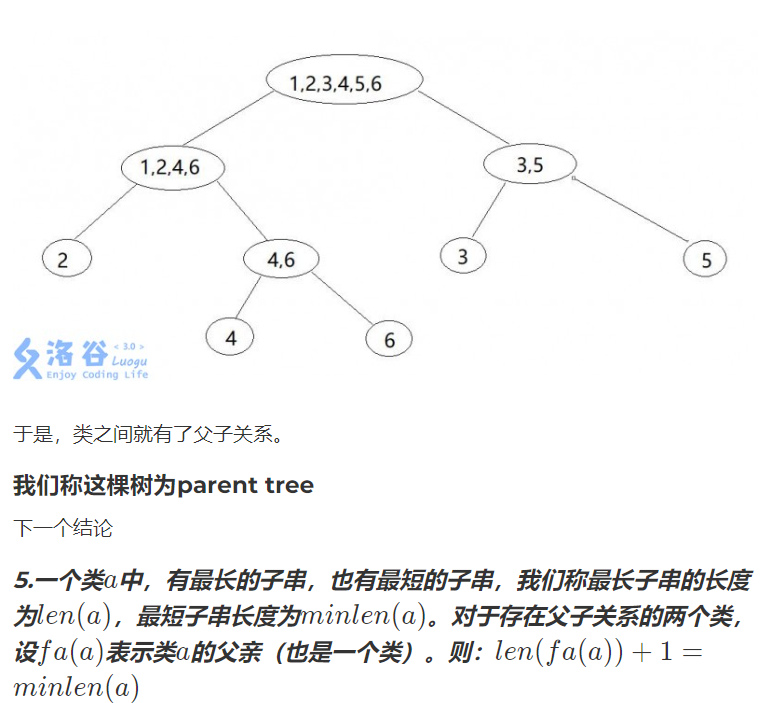 1,2,3,4,5,6
1,2,4,6
3,5
2
4,6
3
5
4
6
洛谷 < 3.0 >
Luogu
Enjoy Coding Life
于是，类之间就有了父子关系。
我们称这棵树为parent tree
下一个结论
5.一个类a中，有最长的子串，也有最短的子串，我们称最长子串的长度
为len(a)，最短子串长度为minlen(a)。对于存在父子关系的两个类，
设fa(a)表示类a的父亲（也是一个类）。则：len(fa(a)) + 1 =
minlen(a)